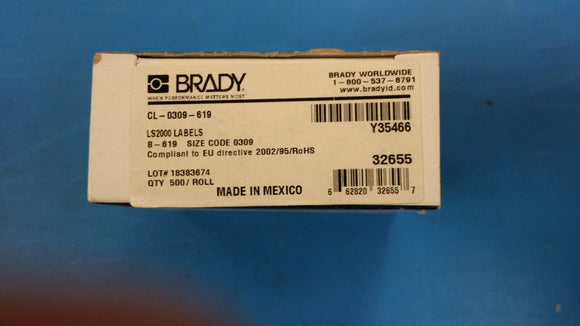 BRADY
WHEN PERFORMANCE MATTERS MOST
BRADY WORLDWIDE
1-800-537-8791
www.bradyid.com
CL-0309-619
LS2000 LABELS
B-619 SIZE CODE 0309
Compliant to EU directive 2002/95/RoHS
Y35466
32655
LOT# 18383674
QTY 500/ ROLL
MADE IN MEXICO
6 62820 32655 7